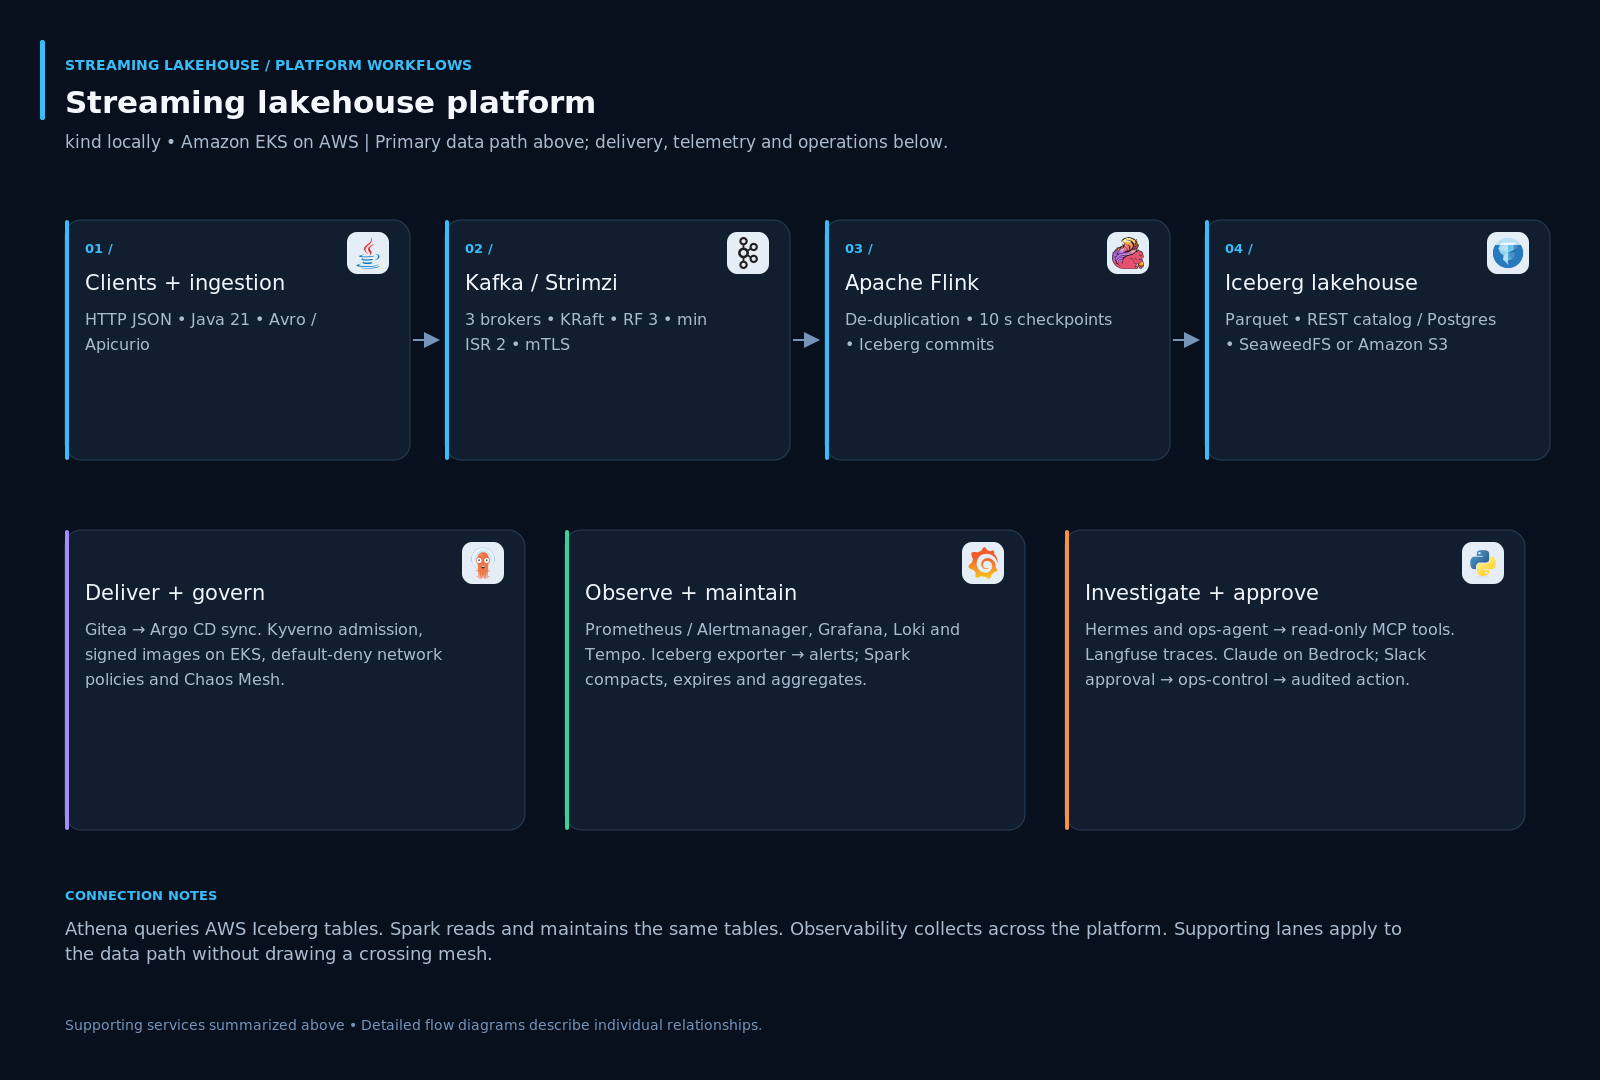 STREAMING LAKEHOUSE / PLATFORM WORKFLOWS
Streaming lakehouse platform
kind locally • Amazon EKS on AWS | Primary data path above; delivery, telemetry and operations below.
01 /
Clients + ingestion
HTTP JSON • Java 21 • Avro /
Apicurio
02 /
Kafka / Strimzi
3 brokers • KRaft • RF 3 • min
ISR 2 • mTLS
03 /
Apache Flink
De-duplication • 10 s checkpoints
• Iceberg commits
04 /
Iceberg lakehouse
Parquet • REST catalog / Postgres
• SeaweedFS or Amazon S3
Deliver + govern
Gitea → Argo CD sync. Kyverno admission,
signed images on EKS, default-deny network
policies and Chaos Mesh.
Observe + maintain
Prometheus / Alertmanager, Grafana, Loki and
Tempo. Iceberg exporter → alerts; Spark
compacts, expires and aggregates.
Investigate + approve
Hermes and ops-agent → read-only MCP tools.
Langfuse traces. Claude on Bedrock; Slack
approval → ops-control → audited action.
CONNECTION NOTES
Athena queries AWS Iceberg tables. Spark reads and maintains the same tables. Observability collects across the platform. Supporting lanes apply to
the data path without drawing a crossing mesh.
Supporting services summarized above • Detailed flow diagrams describe individual relationships.